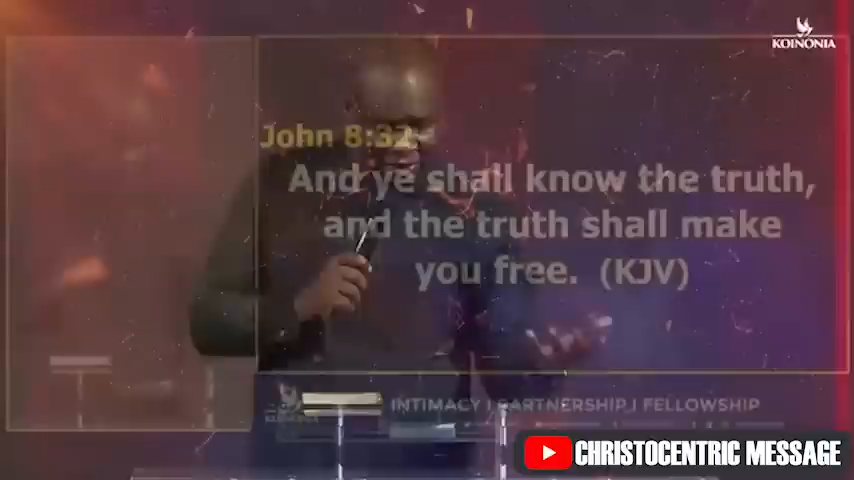 KOINONIA
John 8:32
And ye shall know the truth,
and the truth shall make
you free. (KJV)
INTIMACY | PARTNERSHIP | FELLOWSHIP
CHRISTOCENTRIC MESSAGE